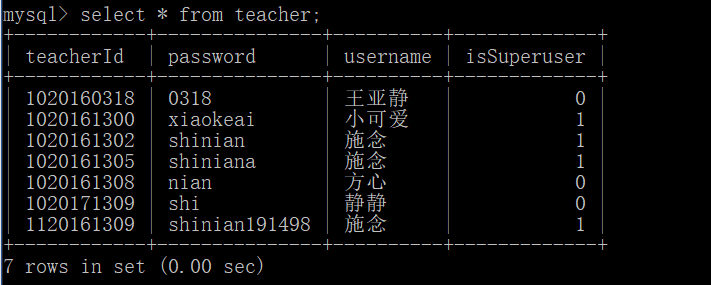 mysql> select * from teacher;
+------------+---------------+----------+-------------+
| teacherId | password | username | isSuperuser |
+------------+---------------+----------+-------------+
| 1020160318 | 0318 | 王亚静 | 0 |
| 1020161300 | xiaokeai | 小可爱 | 1 |
| 1020161302 | shinian | 施念 | 1 |
| 1020161305 | shiniana | 施念 | 1 |
| 1020161308 | nian | 方心 | 0 |
| 1020171309 | shi | 静静 | 0 |
| 1120161309 | shinian191498 | 施念 | 1 |
+------------+---------------+----------+-------------+
7 rows in set (0.00 sec)